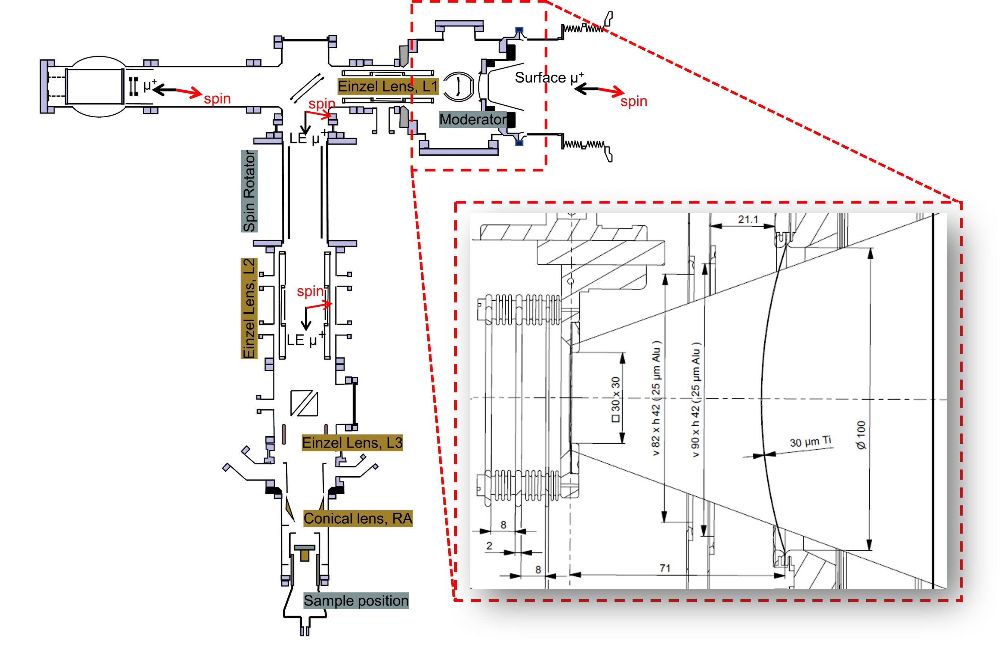 Einzel Lens, L1
Surface μ+
μ+
spin
spin
spin
Moderator
LE μ+
Spin Rotator
Einzel Lens, L2
spin
LE μ+
Einzel Lens, L3
Conical lens, RA
Sample position
21.1
□ 30 x 30
v 82 x h 42 ( 25 μm Alu )
v 90 x h 42 ( 25 μm Alu )
30 μm Ti
Ø 100
8
2
8
71